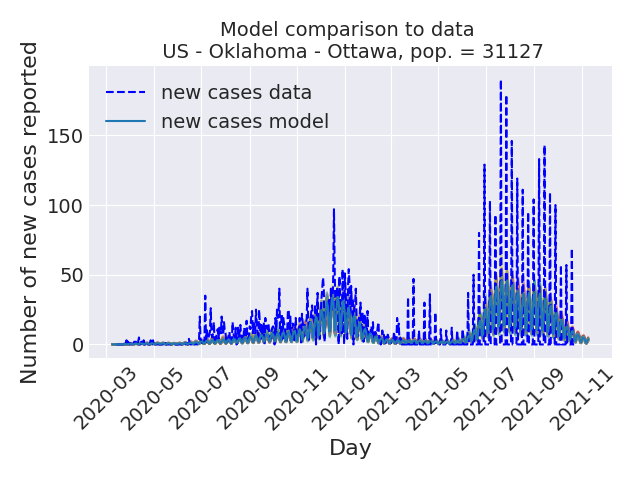 Model comparison to data
US - Oklahoma - Ottawa, pop. = 31127
new cases data
new cases model
Number of new cases reported
150
100
50
0
2020-03
2020-05
2020-07
2020-09
2020-11
2021-01
2021-03
2021-05
2021-07
2021-09
2021-11
Day